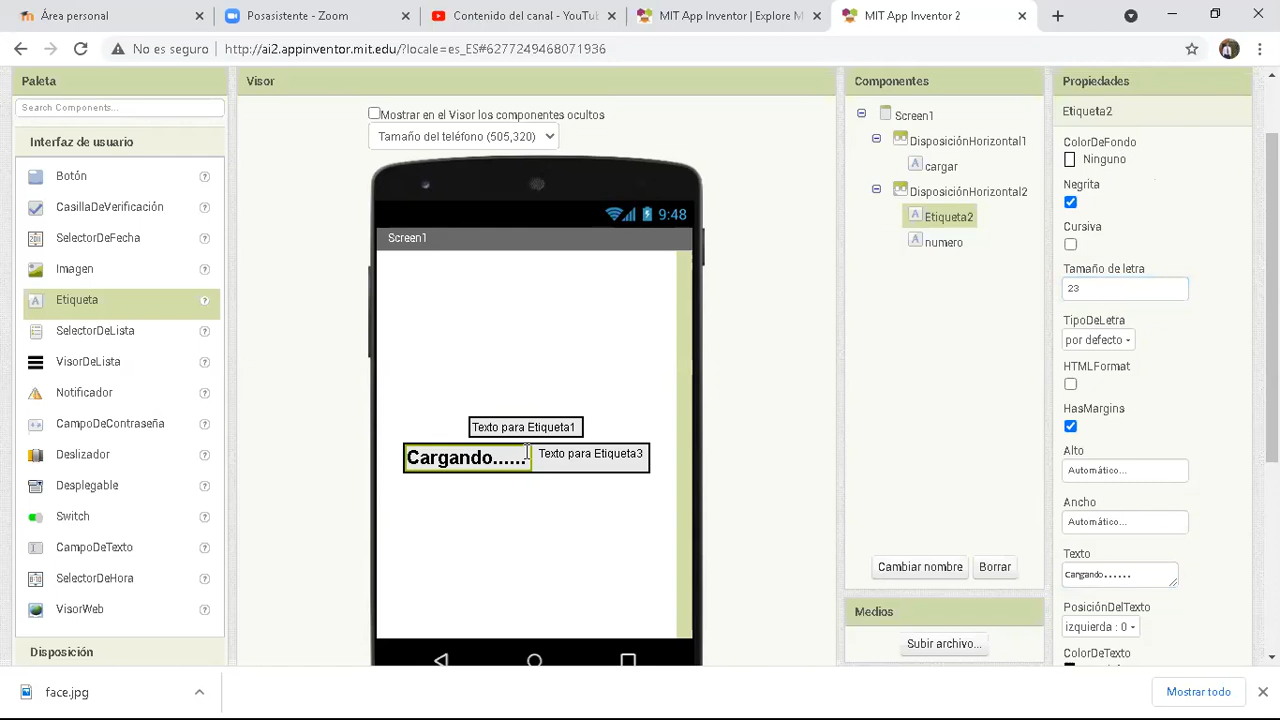 Área personal
Posasistente - Zoom
Contenido del canal - YouTu
MIT App Inventor | Explore M
MIT App Inventor 2
No es seguro
http://ai2.appinventor.mit.edu/?locale=es_ES#6277249468071936
Paleta
Visor
Componentes
Propiedades
Search Components...
Interfaz de usuario
Botón ?
CasillaDeVerificación ?
SelectorDeFecha ?
Imagen ?
Etiqueta ?
SelectorDeLista ?
VisorDeLista ?
Notificador ?
CampoDeContraseña ?
Deslizador ?
Desplegable ?
Switch ?
CampoDeTexto ?
SelectorDeHora ?
VisorWeb ?
Disposición
Mostrar en el Visor los componentes ocultos
Tamaño del teléfono (505,320)
9:48
Screen1
Texto para Etiqueta1
Cargando...... Texto para Etiqueta3
Screen1
DisposiciónHorizontal1
cargar
DisposiciónHorizontal2
Etiqueta2
numero
Cambiar nombre
Borrar
Medios
Subir archivo...
Etiqueta2
ColorDeFondo
Ninguno
Negrita
Cursiva
Tamaño de letra
23
TipoDeLetra
por defecto
HTMLFormat
HasMargins
Alto
Automático...
Ancho
Automático...
Texto
Cargando......
PosiciónDelTexto
izquierda : 0
ColorDeTexto
face.jpg
Mostrar todo